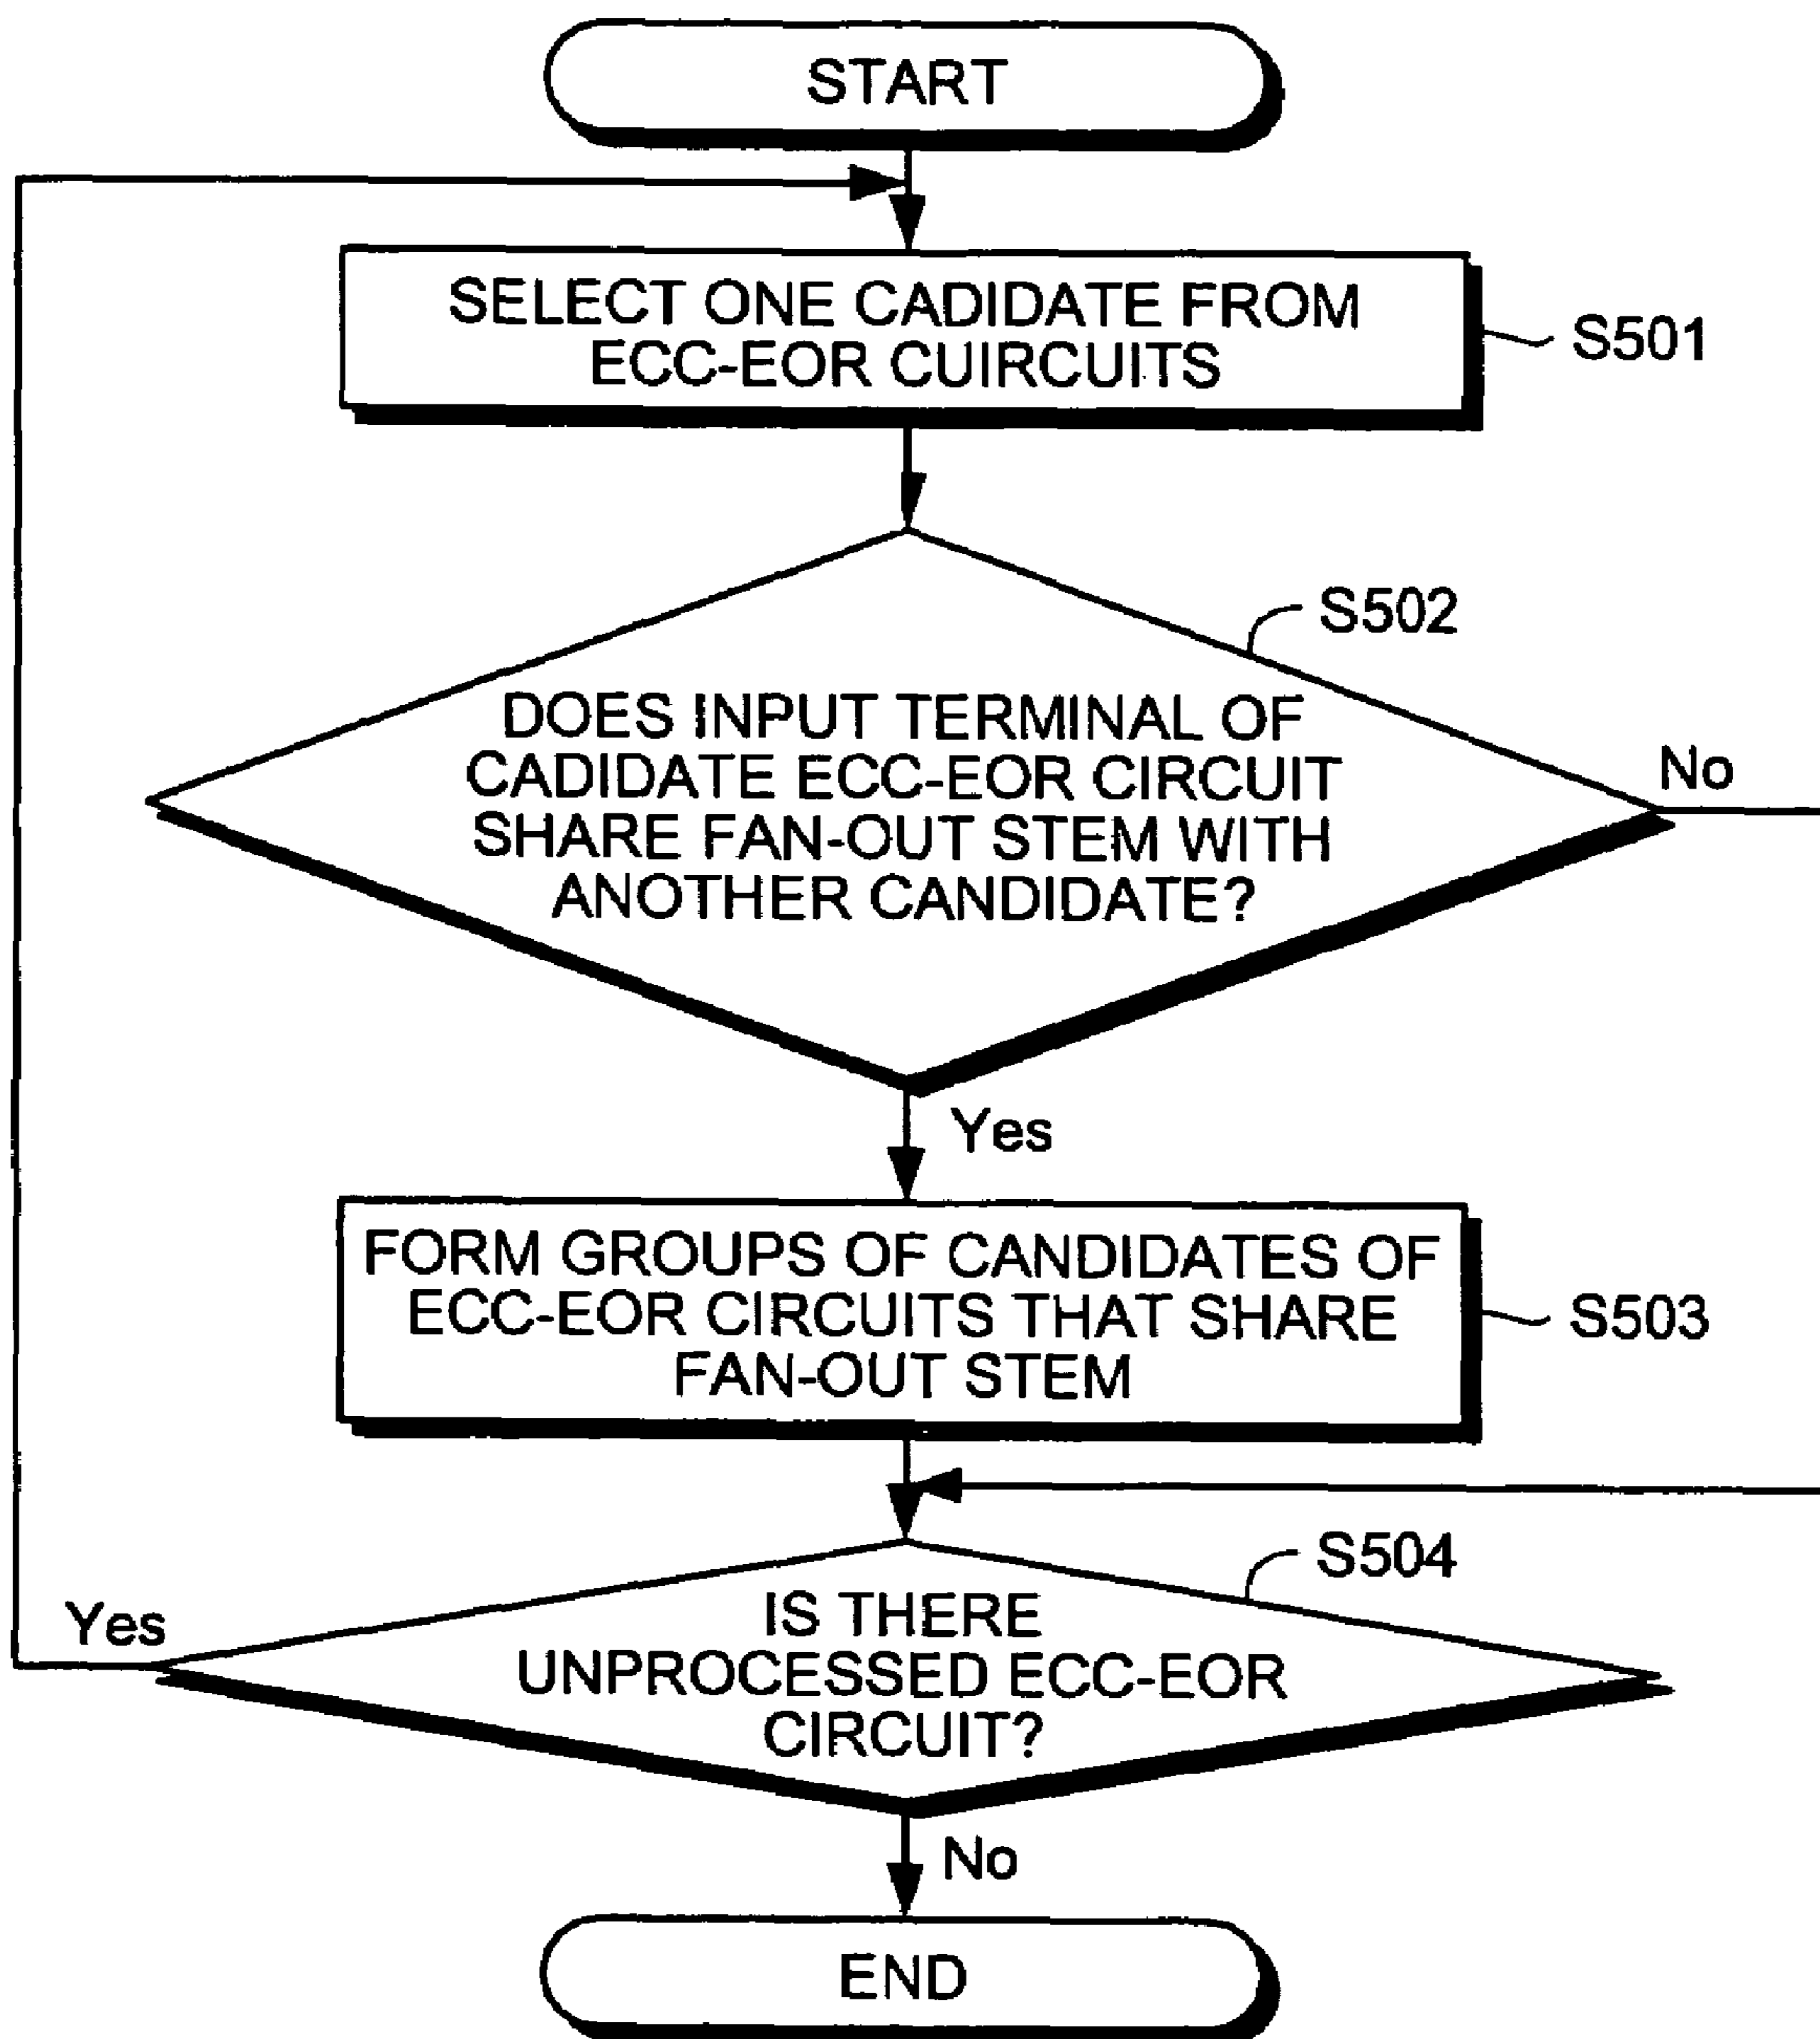 START
SELECT ONE CADIDATE FROM
ECC-EOR CUIRCUITS
S501
S502
DOES INPUT TERMINAL OF
CADIDATE ECC-EOR CIRCUIT
SHARE FAN-OUT STEM WITH
ANOTHER CANDIDATE?
No
Yes
FORM GROUPS OF CANDIDATES OF
ECC-EOR CIRCUITS THAT SHARE
FAN-OUT STEM
S503
S504
IS THERE
UNPROCESSED ECC-EOR
CIRCUIT?
Yes
No
END